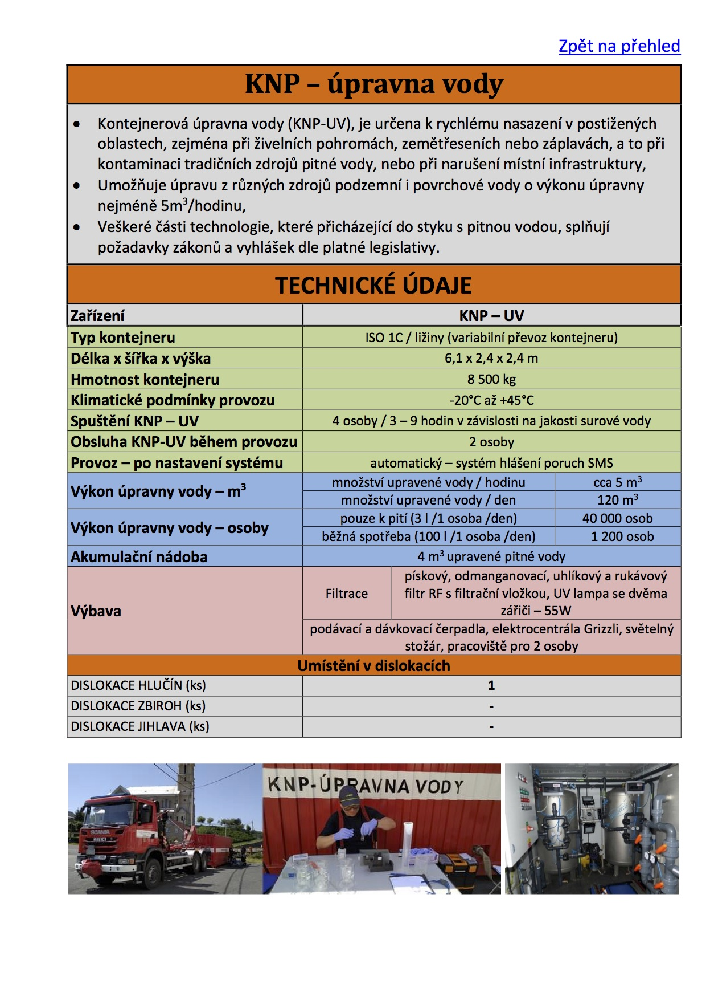 Zpět na přehled
KNP – úpravna vody
• Kontejnerová úpravna vody (KNP-UV), je určena k rychlému nasazení v postižených
oblastech, zejména při živelních pohromách, zemětřeseních nebo záplavách, a to při
kontaminaci tradičních zdrojů pitné vody, nebo při narušení místní infrastruktury,
• Umožňuje úpravu z různých zdrojů podzemní i povrchové vody o výkonu úpravny
nejméně 5m³/hodinu,
• Veškeré části technologie, které přicházející do styku s pitnou vodou, splňují
požadavky zákonů a vyhlášek dle platné legislativy.
TECHNICKÉ ÚDAJE
Zařízení KNP – UV
Typ kontejneru ISO 1C / ližiny (variabilní převoz kontejneru)
Délka x šířka x výška 6,1 x 2,4 x 2,4 m
Hmotnost kontejneru 8 500 kg
Klimatické podmínky provozu -20°C až +45°C
Spuštění KNP – UV 4 osoby / 3 – 9 hodin v závislosti na jakosti surové vody
Obsluha KNP-UV během provozu 2 osoby
Provoz – po nastavení systému automatický – systém hlášení poruch SMS
Výkon úpravny vody – m³
množství upravené vody / hodinu cca 5 m³
množství upravené vody / den 120 m³
Výkon úpravny vody – osoby
pouze k pití (3 l /1 osoba /den) 40 000 osob
běžná spotřeba (100 l /1 osoba /den) 1 200 osob
Akumulační nádoba 4 m³ upravené pitné vody
Výbava
Filtrace
pískový, odmanganovací, uhlíkový a rukávový
filtr RF s filtrační vložkou, UV lampa se dvěma
zářiči – 55W
podávací a dávkovací čerpadla, elektrocentrála Grizzli, světelný
stožár, pracoviště pro 2 osoby
Umístění v dislokacích
DISLOKACE HLUČÍN (ks) 1
DISLOKACE ZBIROH (ks) -
DISLOKACE JIHLAVA (ks) -
SCANIA
HASIČI
KNP-ÚPRAVNA VODY